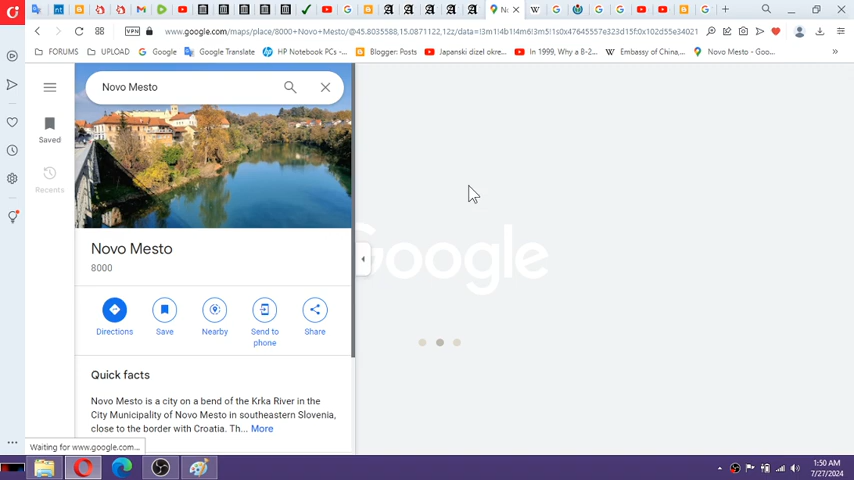 No
VPN
www.google.com/maps/place/8000+Novo+Mesto/@45.8035588,15.0871122,12z/data=!3m1!4b1!4m6!3m5!1s0x47645557e323d15f:0x102d55e34021
FORUMS
UPLOAD
Google
Google Translate
HP Notebook PCs -...
Blogger: Posts
Japanski dizel okre...
In 1999, Why a B-2...
Embassy of China,...
Novo Mesto - Goo...
Novo Mesto
Saved
Recents
Google
Novo Mesto
8000
Directions
Save
Nearby
Send to
phone
Share
Quick facts
Novo Mesto is a city on a bend of the Krka River in the
City Municipality of Novo Mesto in southeastern Slovenia,
close to the border with Croatia. Th... More
Waiting for www.google.com...
1:50 AM
7/27/2024